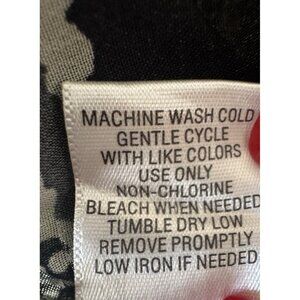 MACHINE WASH COLD
GENTLE CYCLE
WITH LIKE COLORS
USE ONLY
NON-CHLORINE
BLEACH WHEN NEEDED
TUMBLE DRY LOW
REMOVE PROMPTLY
LOW IRON IF NEEDED